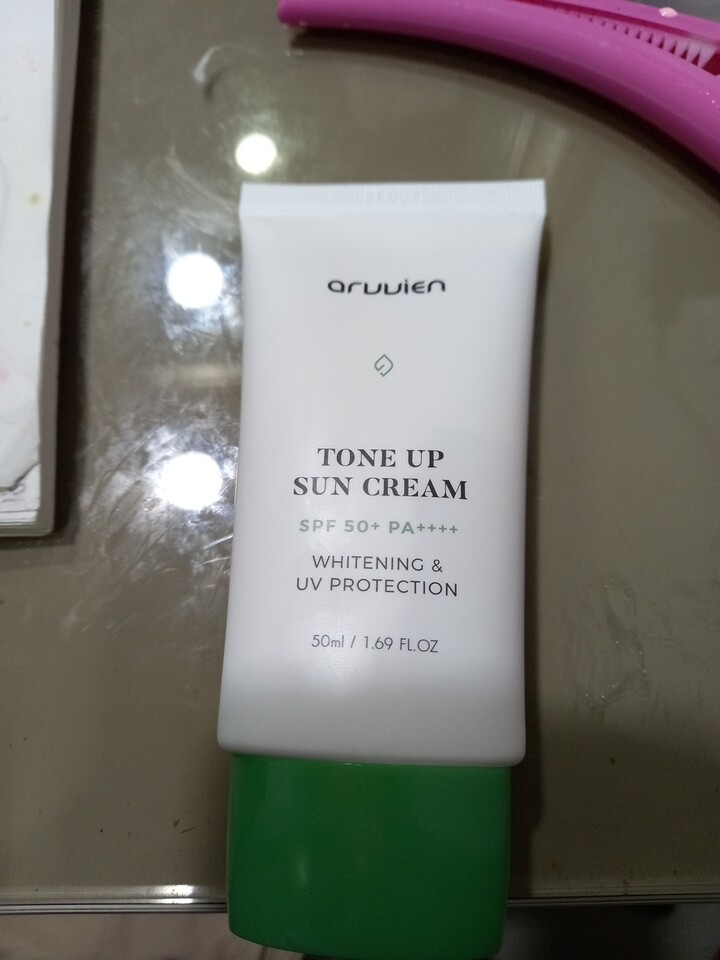 aruvien
TONE UP
SUN CREAM
SPF 50+ PA++++
WHITENING &
UV PROTECTION
50ml / 1.69 FL.OZ